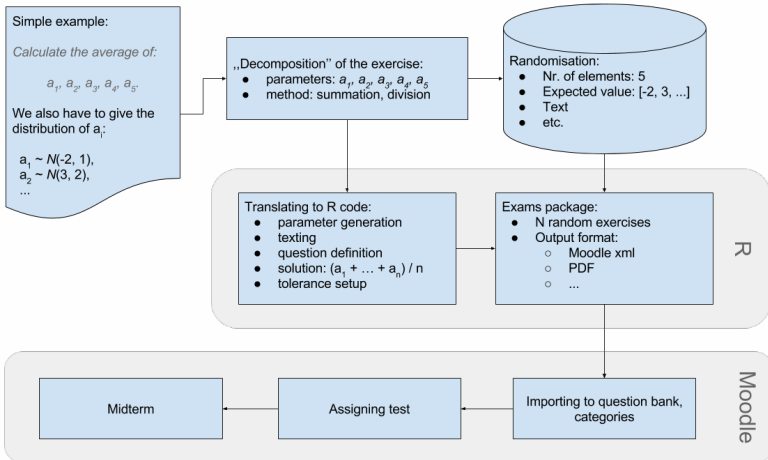 Simple example:
Calculate the average of:
a₁, a₂, a₃, a₄, a₅.
We also have to give the
distribution of aᵢ:
a₁ ~ N(-2, 1),
a₂ ~ N(3, 2),
...
,,Decomposition'' of the exercise:
● parameters: a₁, a₂, a₃, a₄, a₅
● method: summation, division
Randomisation:
● Nr. of elements: 5
● Expected value: [-2, 3, ...]
● Text
● etc.
Translating to R code:
● parameter generation
● texting
● question definition
● solution: (a₁ + … + aₙ) / n
● tolerance setup
Exams package:
● N random exercises
● Output format:
○ Moodle xml
○ PDF
○ ...
R
Midterm
Assigning test
Importing to question bank,
categories
Moodle